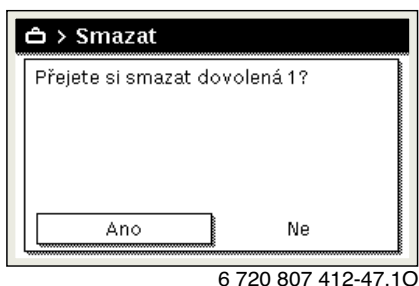 > Smazat
Přejete si smazat dovolená 1?
Ano Ne
6 720 807 412-47.1O